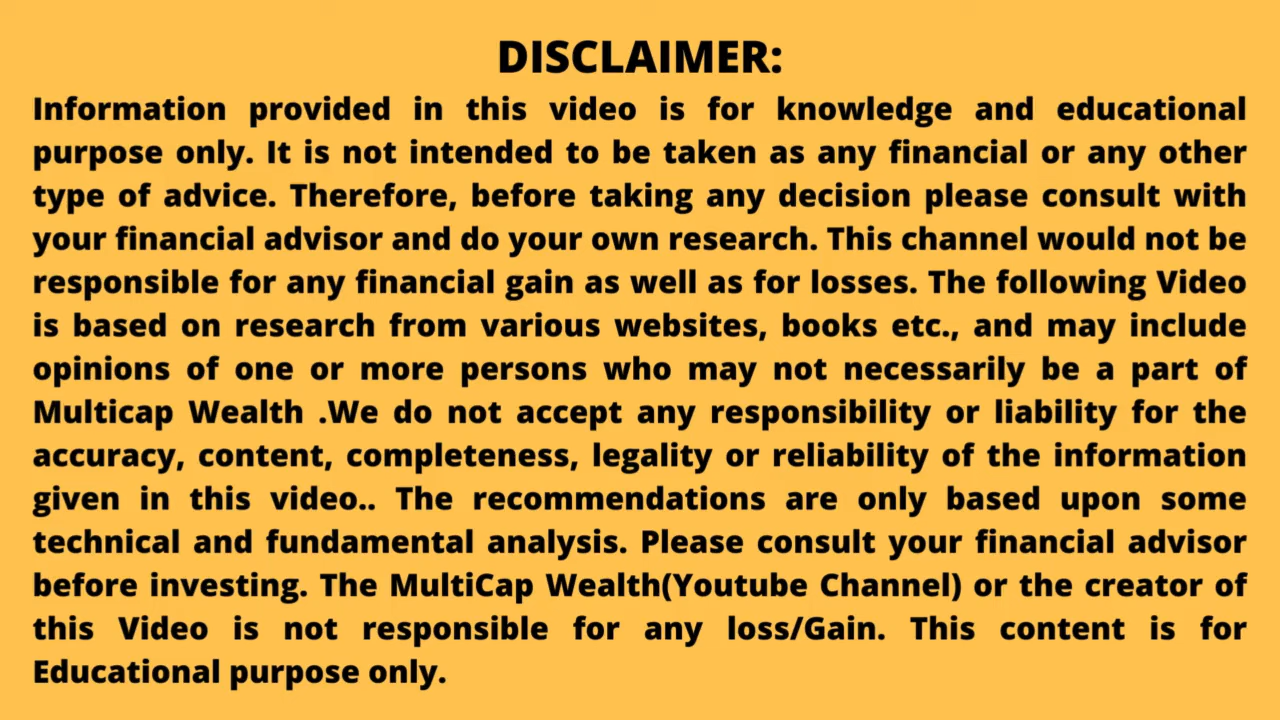 DISCLAIMER:
Information provided in this video is for knowledge and educational
purpose only. It is not intended to be taken as any financial or any other
type of advice. Therefore, before taking any decision please consult with
your financial advisor and do your own research. This channel would not be
responsible for any financial gain as well as for losses. The following Video
is based on research from various websites, books etc., and may include
opinions of one or more persons who may not necessarily be a part of
Multicap Wealth .We do not accept any responsibility or liability for the
accuracy, content, completeness, legality or reliability of the information
given in this video.. The recommendations are only based upon some
technical and fundamental analysis. Please consult your financial advisor
before investing. The MultiCap Wealth(Youtube Channel) or the creator of
this Video is not responsible for any loss/Gain. This content is for
Educational purpose only.